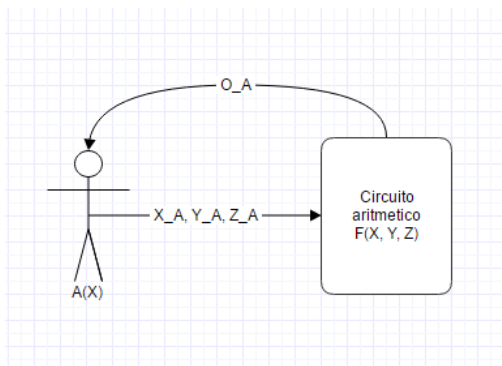 O_A
X_A, Y_A, Z_A
Circuito
aritmetico
F(X, Y, Z)
A(X)